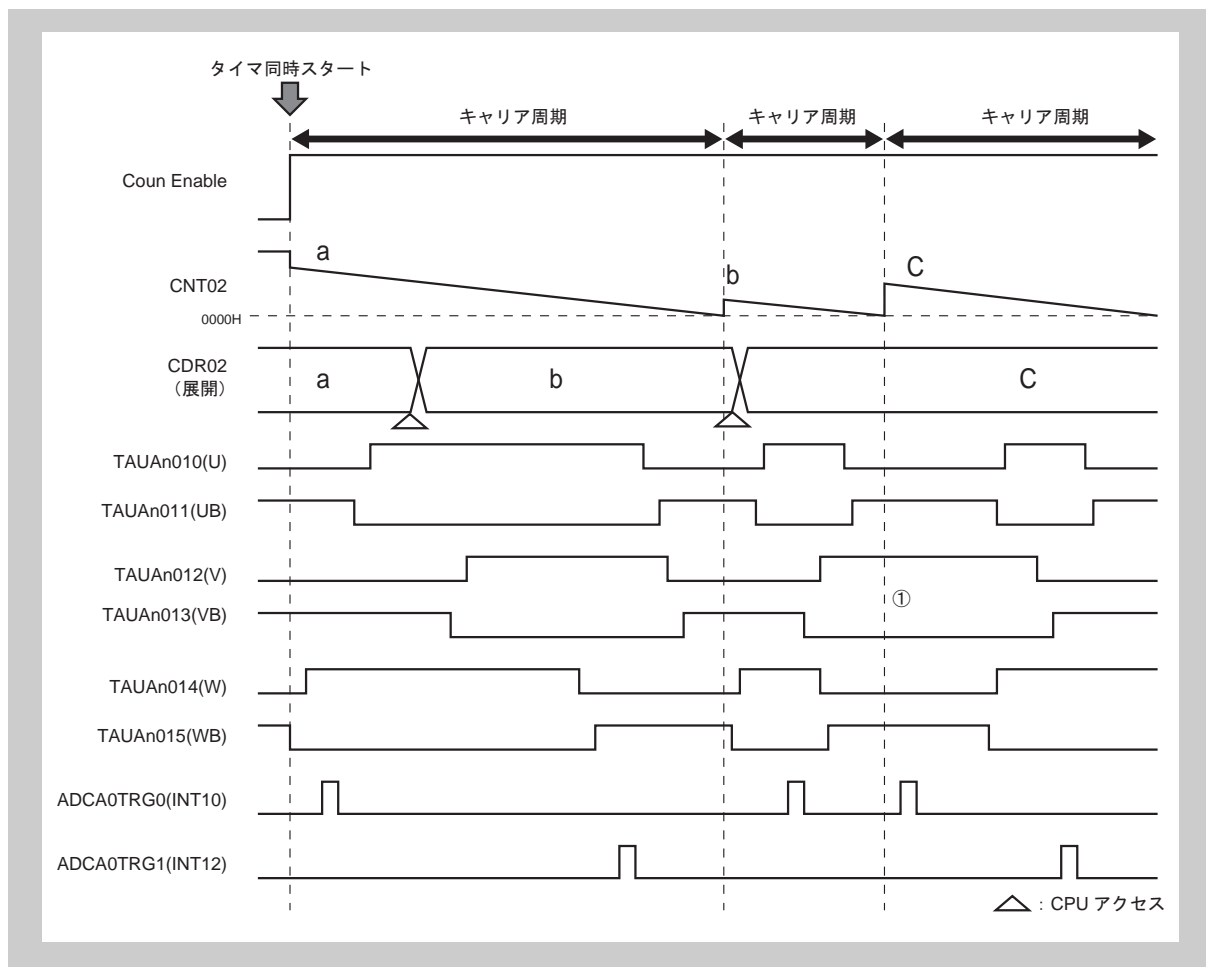 タイマ同時スタート
キャリア周期 キャリア周期 キャリア周期
Coun Enable
a
b
C
CNT02
0000H
CDR02
（展開）
a b C
TAUAn010(U)
TAUAn011(UB)
TAUAn012(V)
①
TAUAn013(VB)
TAUAn014(W)
TAUAn015(WB)
ADCA0TRG0(INT10)
ADCA0TRG1(INT12)
：CPU アクセス